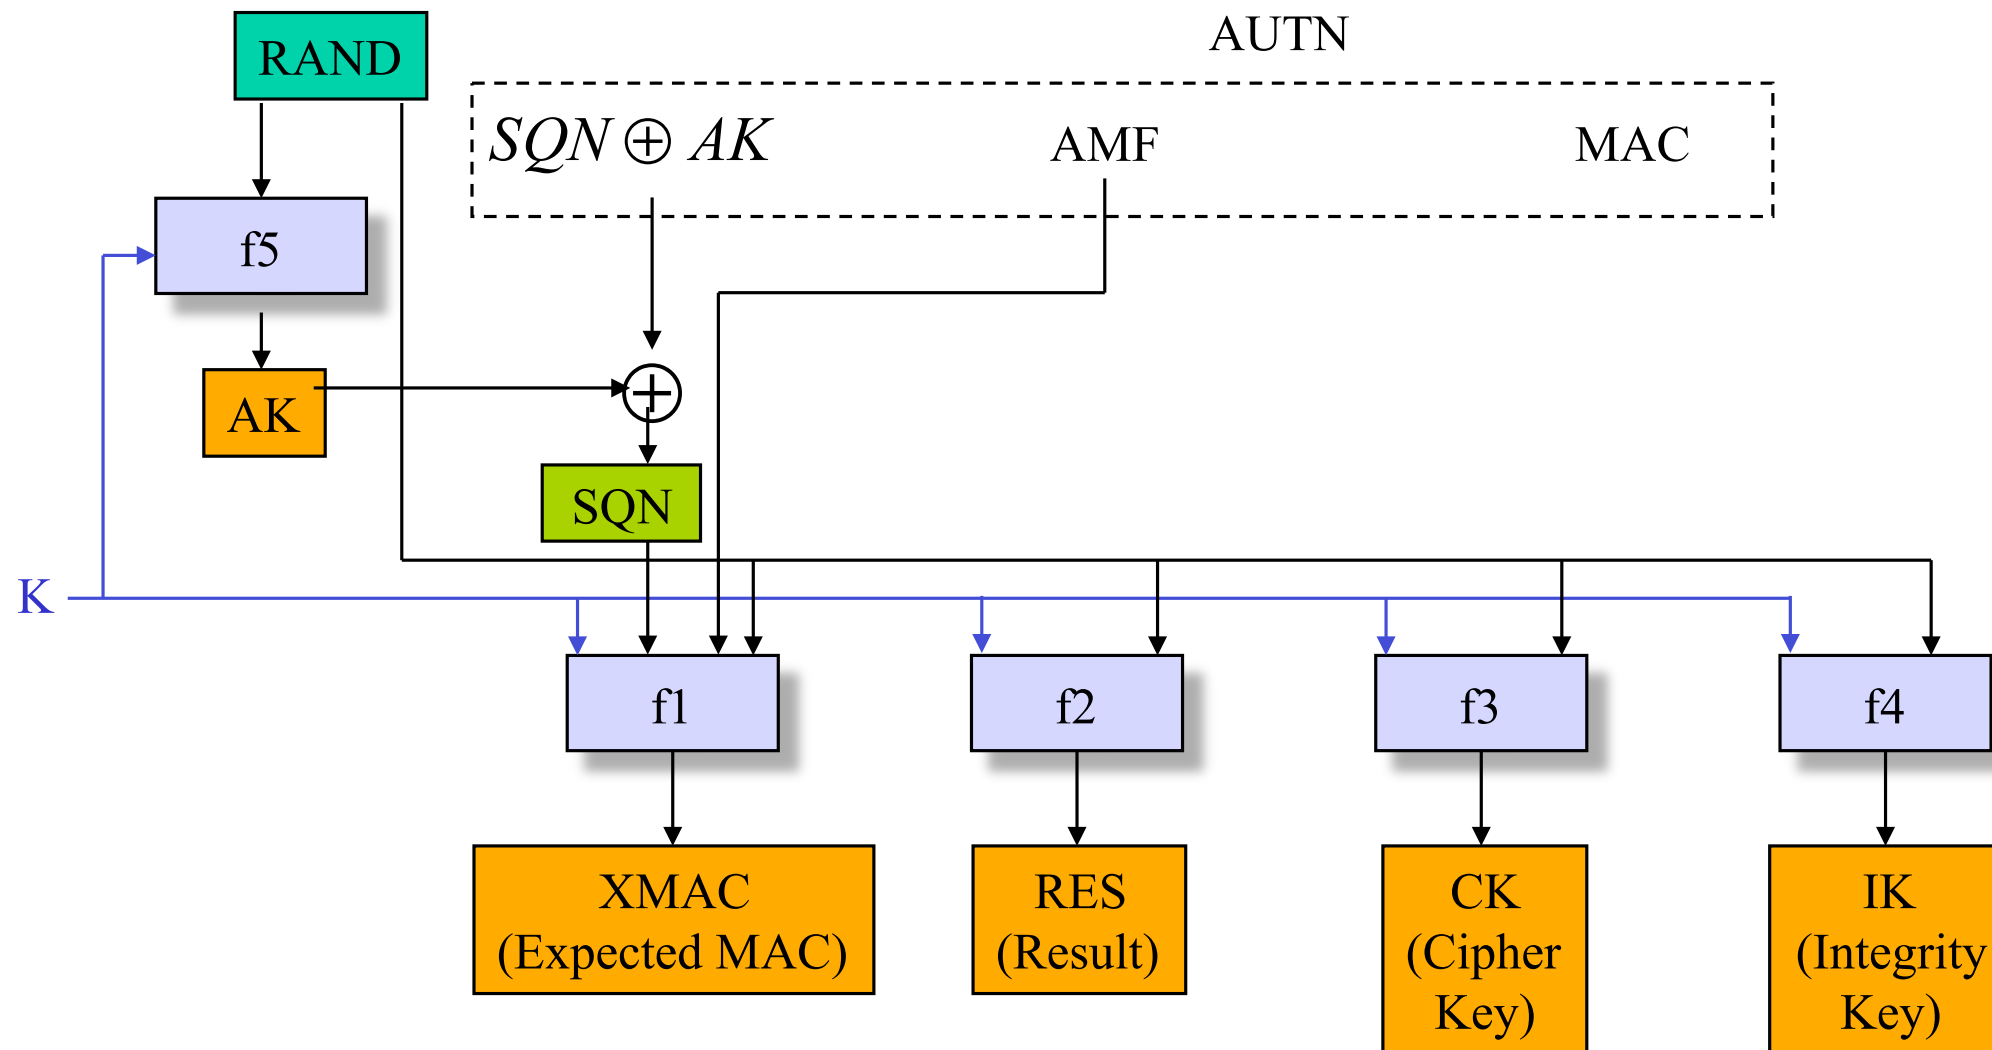 AUTN
RAND
SQN ⊕ AK
AMF
MAC
f5
AK
SQN
K
f1
f2
f3
f4
XMAC
(Expected MAC)
RES
(Result)
CK
(Cipher
Key)
IK
(Integrity
Key)